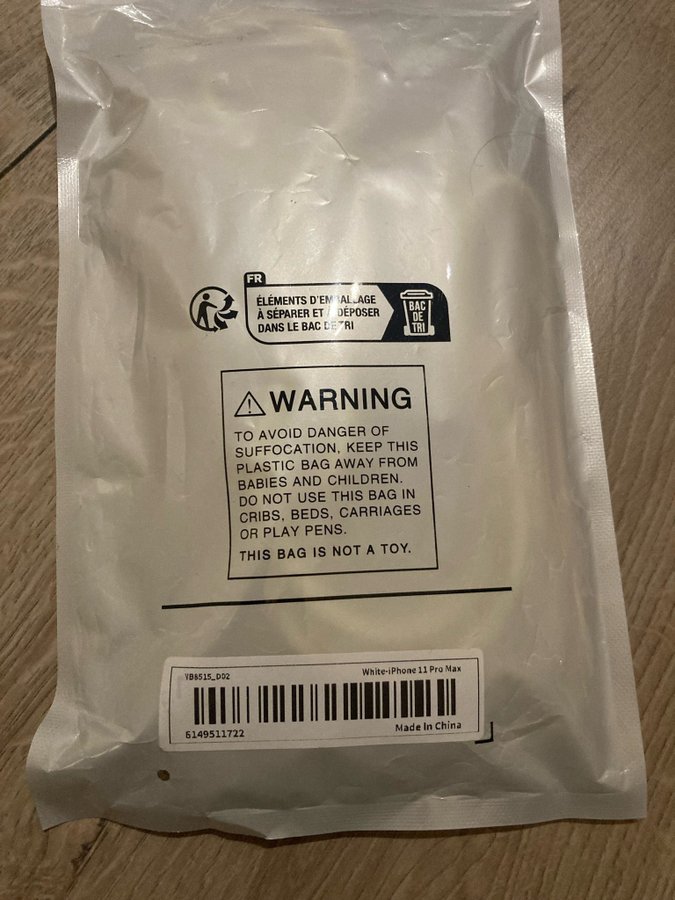 FR
ÉLÉMENTS D'EMBALLAGE
À SÉPARER ET À DÉPOSER
DANS LE BAC DE TRI
BAC
DE
TRI
WARNING
TO AVOID DANGER OF
SUFFOCATION, KEEP THIS
PLASTIC BAG AWAY FROM
BABIES AND CHILDREN.
DO NOT USE THIS BAG IN
CRIBS, BEDS, CARRIAGES
OR PLAY PENS.
THIS BAG IS NOT A TOY.
White-iPhone 11 Pro Max
6149511722
Made In China